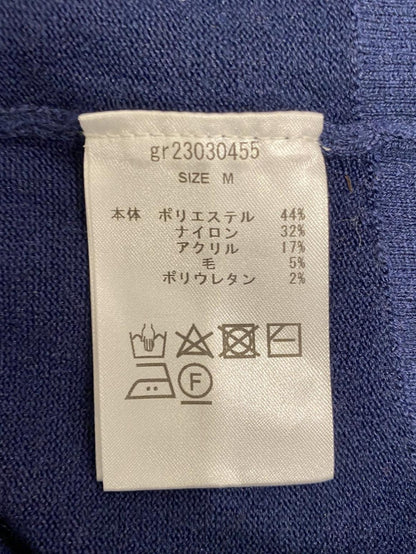 gr23030455
SIZE M
本体 ポリエステル 44%
ナイロン 32%
アクリル 17%
毛 5%
ポリウレタン 2%
F